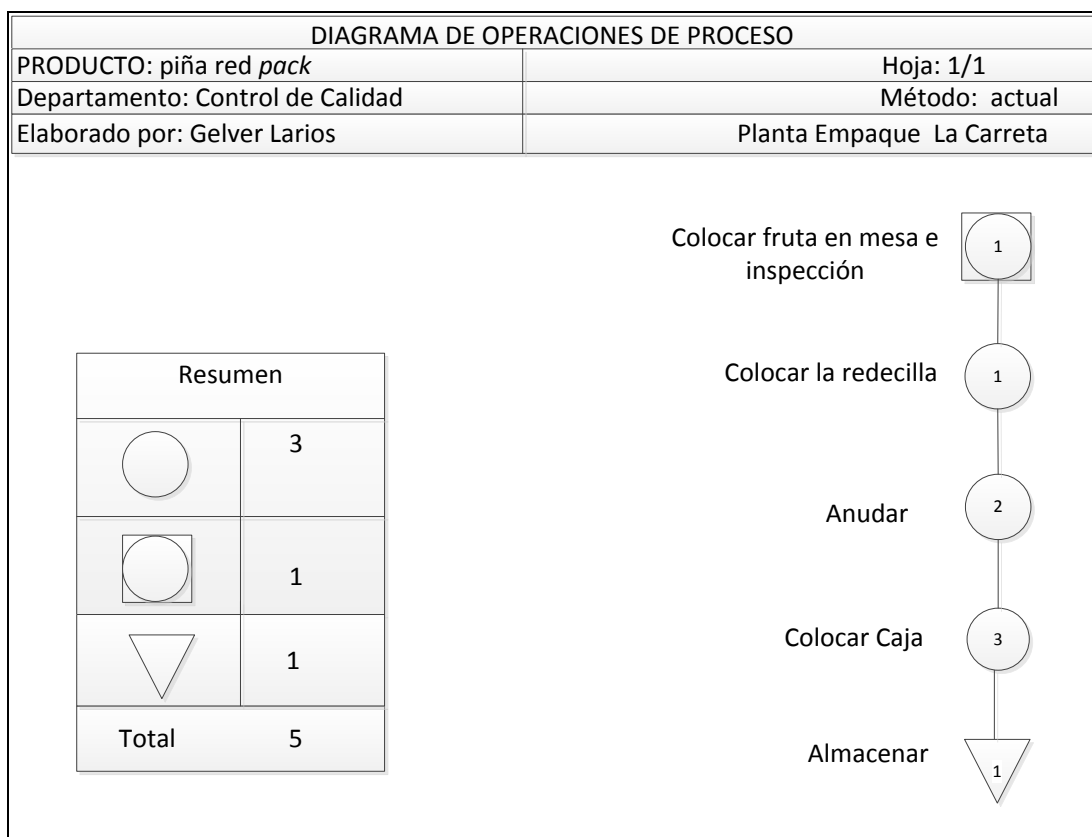 DIAGRAMA DE OPERACIONES DE PROCESO
PRODUCTO: piña red pack
Hoja: 1/1
Departamento: Control de Calidad
Método: actual
Elaborado por: Gelver Larios
Planta Empaque La Carreta
Colocar fruta en mesa e
inspección
1
Colocar la redecilla
1
Anudar
2
Colocar Caja
3
Almacenar
1
Resumen
3
1
1
Total 5